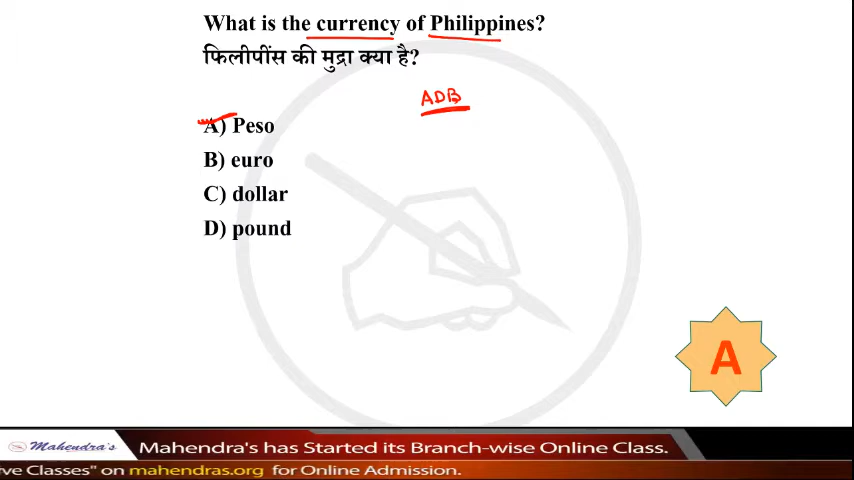 What is the currency of Philippines?
फिलीपींस की मुद्रा क्या है?
ADB
A) Peso
B) euro
C) dollar
D) pound
A
Mahendra's
Mahendra's has Started its Branch-wise Online Class.
ve Classes" on mahendras.org for Online Admission.